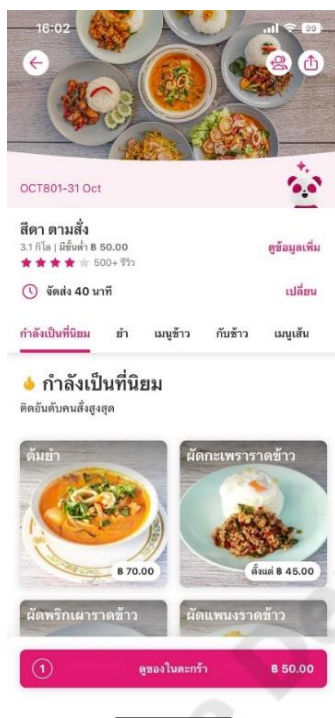 16:02
99
OCT801-31 Oct
สีดา ตามสั่ง
3.1 กิโล | มีขั้นต่ำ ฿ 50.00
ดูข้อมูลเพิ่ม
500+ รีวิว
จัดส่ง 40 นาที
เปลี่ยน
กำลังเป็นที่นิยม ยำ เมนูข้าว กับข้าว เมนูเส้น
กำลังเป็นที่นิยม
ติดอันดับคนสั่งสูงสุด
ต้มยำ
฿ 70.00
ผัดกะเพราราดข้าว
ตั้งแต่ ฿ 45.00
ผัดพริกเผาราดข้าว
ผัดแพนงราดข้าว
1 ดูของในตะกร้า ฿ 50.00